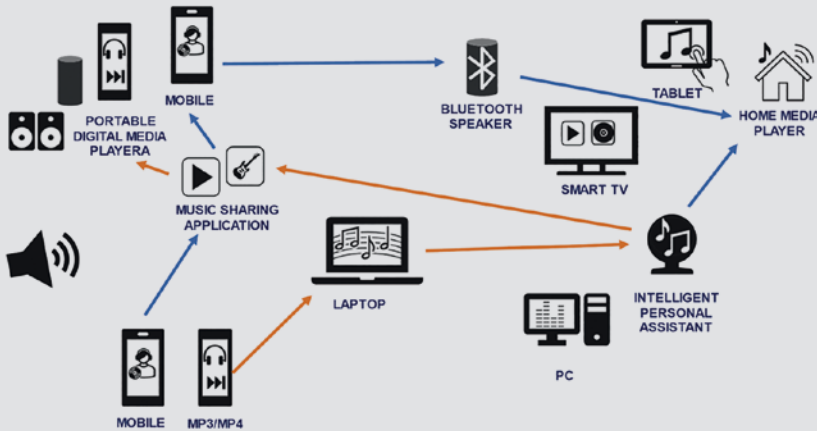 MOBILE
PORTABLE
DIGITAL MEDIA
PLAYERA
BLUETOOTH
SPEAKER
TABLET
HOME MEDIA
PLAYER
SMART TV
MUSIC SHARING
APPLICATION
LAPTOP
INTELLIGENT
PERSONAL
ASSISTANT
PC
MOBILE
MP3/MP4